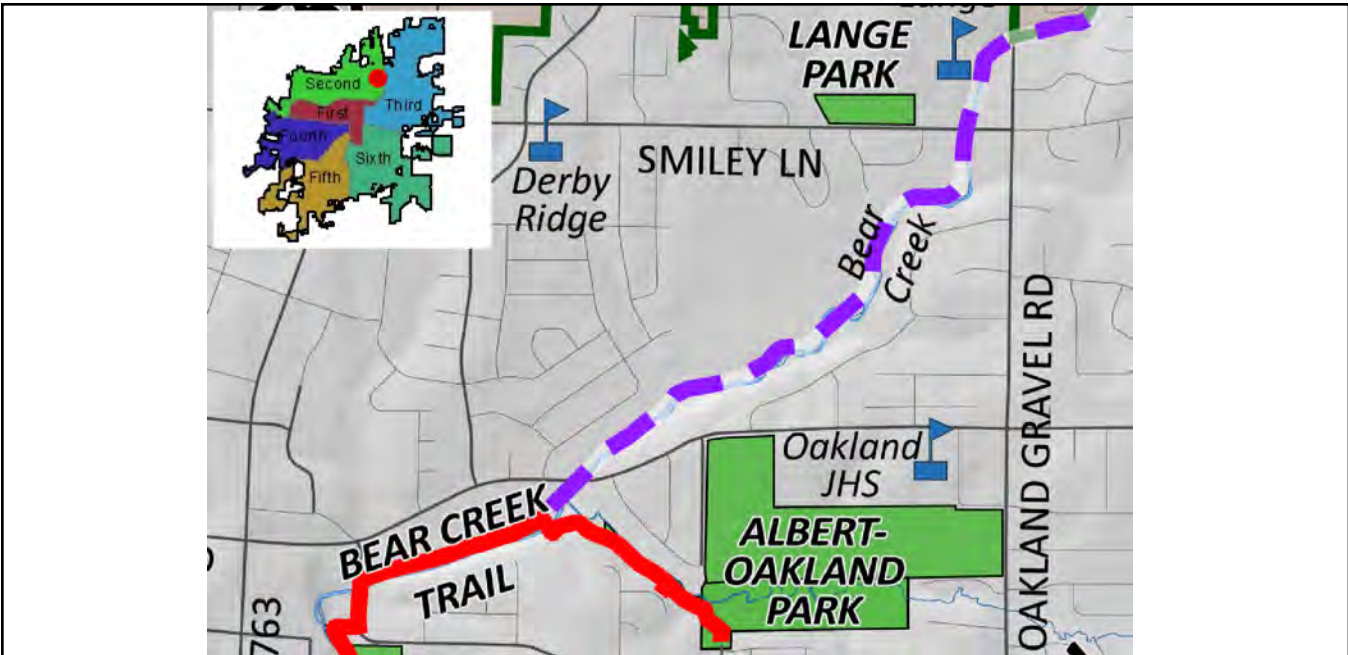 Second
Third
First
Fourth
Sixth
Fifth
LANGE
PARK
SMILEY LN
Derby
Ridge
Bear
Creek
OAKLAND GRAVEL RD
Oakland
JHS
BEAR CREEK
TRAIL
ALBERT-
OAKLAND
PARK
763